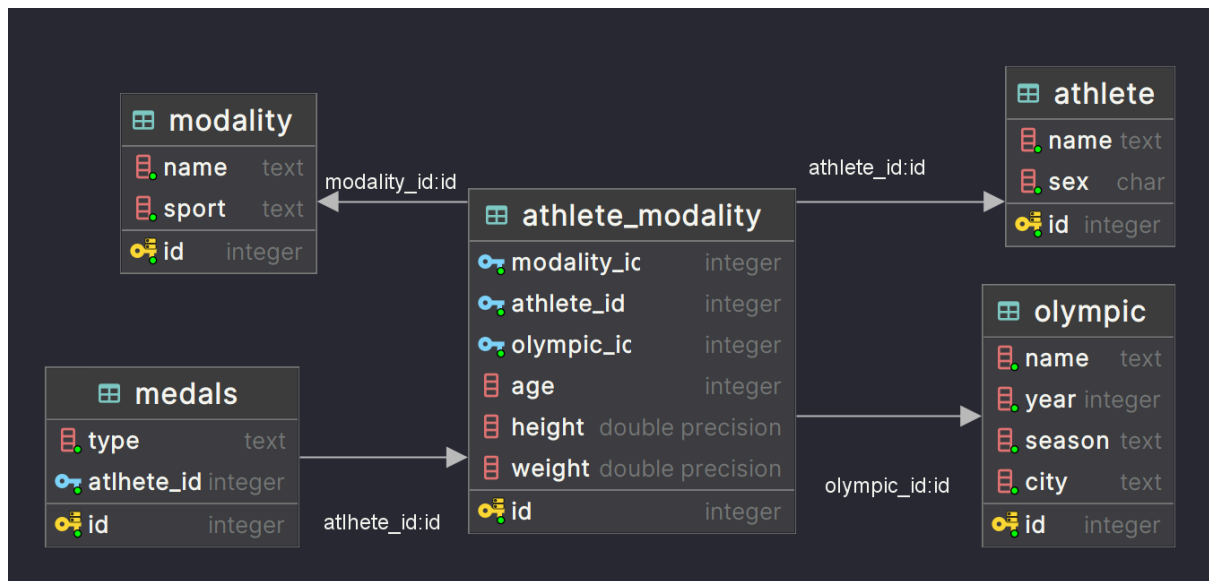 modality
name text
sport text
id integer
modality_id:id
athlete_modality
modality_ic integer
athlete_id integer
olympic_ic integer
age integer
height double precision
weight double precision
id integer
athlete_id:id
athlete
name text
sex char
id integer
olympic
name text
year integer
season text
city text
id integer
olympic_id:id
medals
type text
atlhete_id integer
id integer
atlhete_id:id